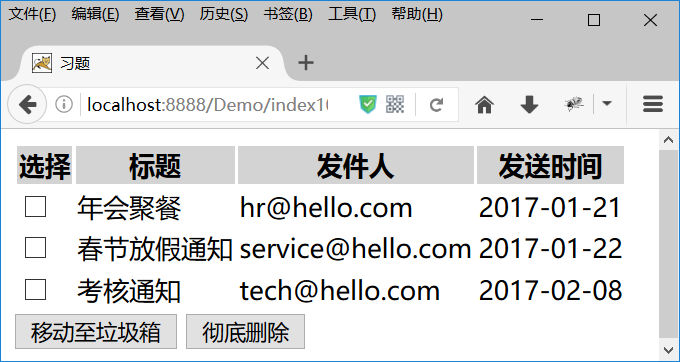 文件(F) 编辑(E) 查看(V) 历史(S) 书签(B) 工具(T) 帮助(H)
习题
localhost:8888/Demo/index10
选择 标题 发件人 发送时间
年会聚餐 hr@hello.com 2017-01-21
春节放假通知 service@hello.com 2017-01-22
考核通知 tech@hello.com 2017-02-08
移动至垃圾箱 彻底删除